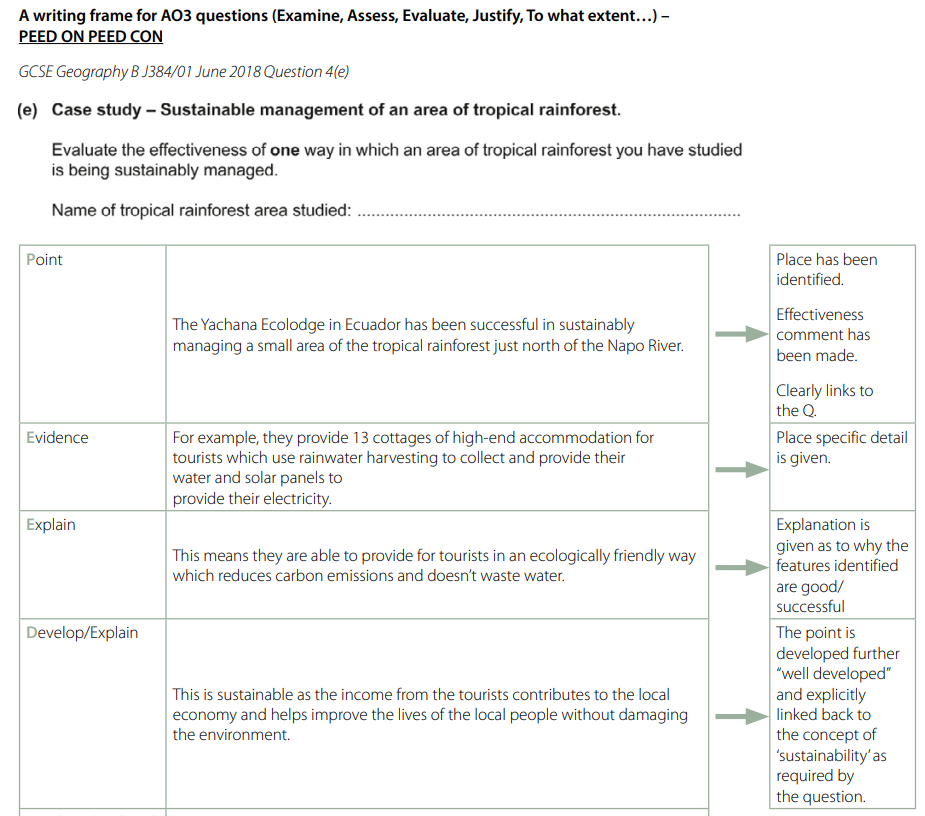 A writing frame for AO3 questions (Examine, Assess, Evaluate, Justify, To what extent…) –
PEED ON PEED CON
GCSE Geography B J384/01 June 2018 Question 4(e)
(e) Case study – Sustainable management of an area of tropical rainforest.
Evaluate the effectiveness of one way in which an area of tropical rainforest you have studied
is being sustainably managed.
Name of tropical rainforest area studied: ................................................................................
Point
The Yachana Ecolodge in Ecuador has been successful in sustainably
managing a small area of the tropical rainforest just north of the Napo River.
Place has been
identified.
Effectiveness
comment has
been made.
Clearly links to
the Q.
Evidence
For example, they provide 13 cottages of high-end accommodation for
tourists which use rainwater harvesting to collect and provide their
water and solar panels to
provide their electricity.
Place specific detail
is given.
Explain
This means they are able to provide for tourists in an ecologically friendly way
which reduces carbon emissions and doesn't waste water.
Explanation is
given as to why the
features identified
are good/
successful
Develop/Explain
This is sustainable as the income from the tourists contributes to the local
economy and helps improve the lives of the local people without damaging
the environment.
The point is
developed further
“well developed”
and explicitly
linked back to
the concept of
‘sustainability’ as
required by
the question.